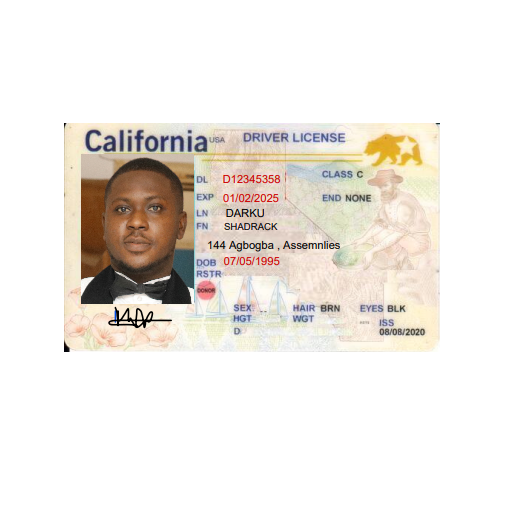 California USA DRIVER LICENSE
DL D12345358 CLASS C
EXP 01/02/2025 END NONE
LN DARKU
FN SHADRACK
144 Agbogba , Assemnlies
DOB 07/05/1995
RSTR
DONOR
SEX HAIR BRN EYES BLK
HGT WGT ISS
D 08/08/2020